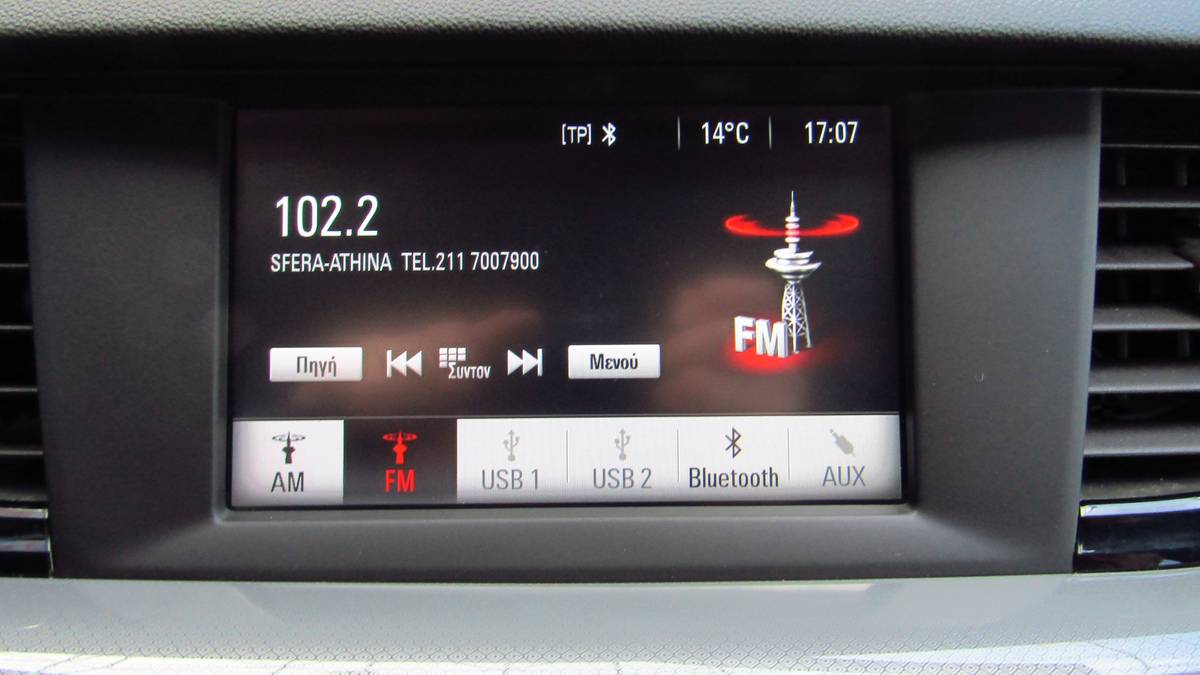 [TP] 14°C 17:07
102.2
SFERA-ATHINA TEL.211 7007900
FM
Πηγή Συντον Μενού
AM FM USB 1 USB 2 Bluetooth AUX